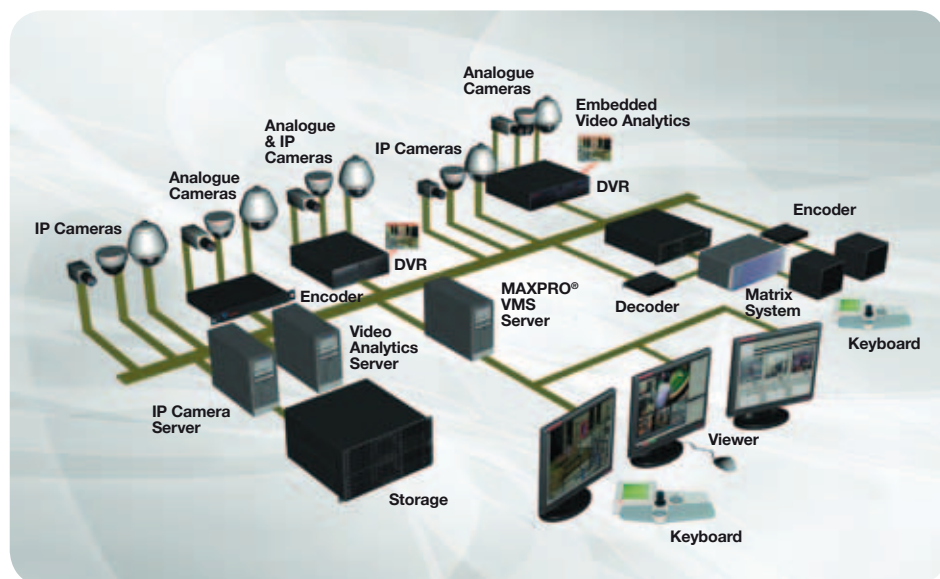 Analogue
Cameras
Embedded
Video Analytics
Analogue
& IP
Cameras
IP Cameras
Analogue
Cameras
DVR
IP Cameras
Encoder
DVR
Encoder
MAXPRO®
VMS
Server
Decoder
Matrix
System
Video
Analytics
Server
Keyboard
IP Camera
Server
Viewer
Storage
Keyboard